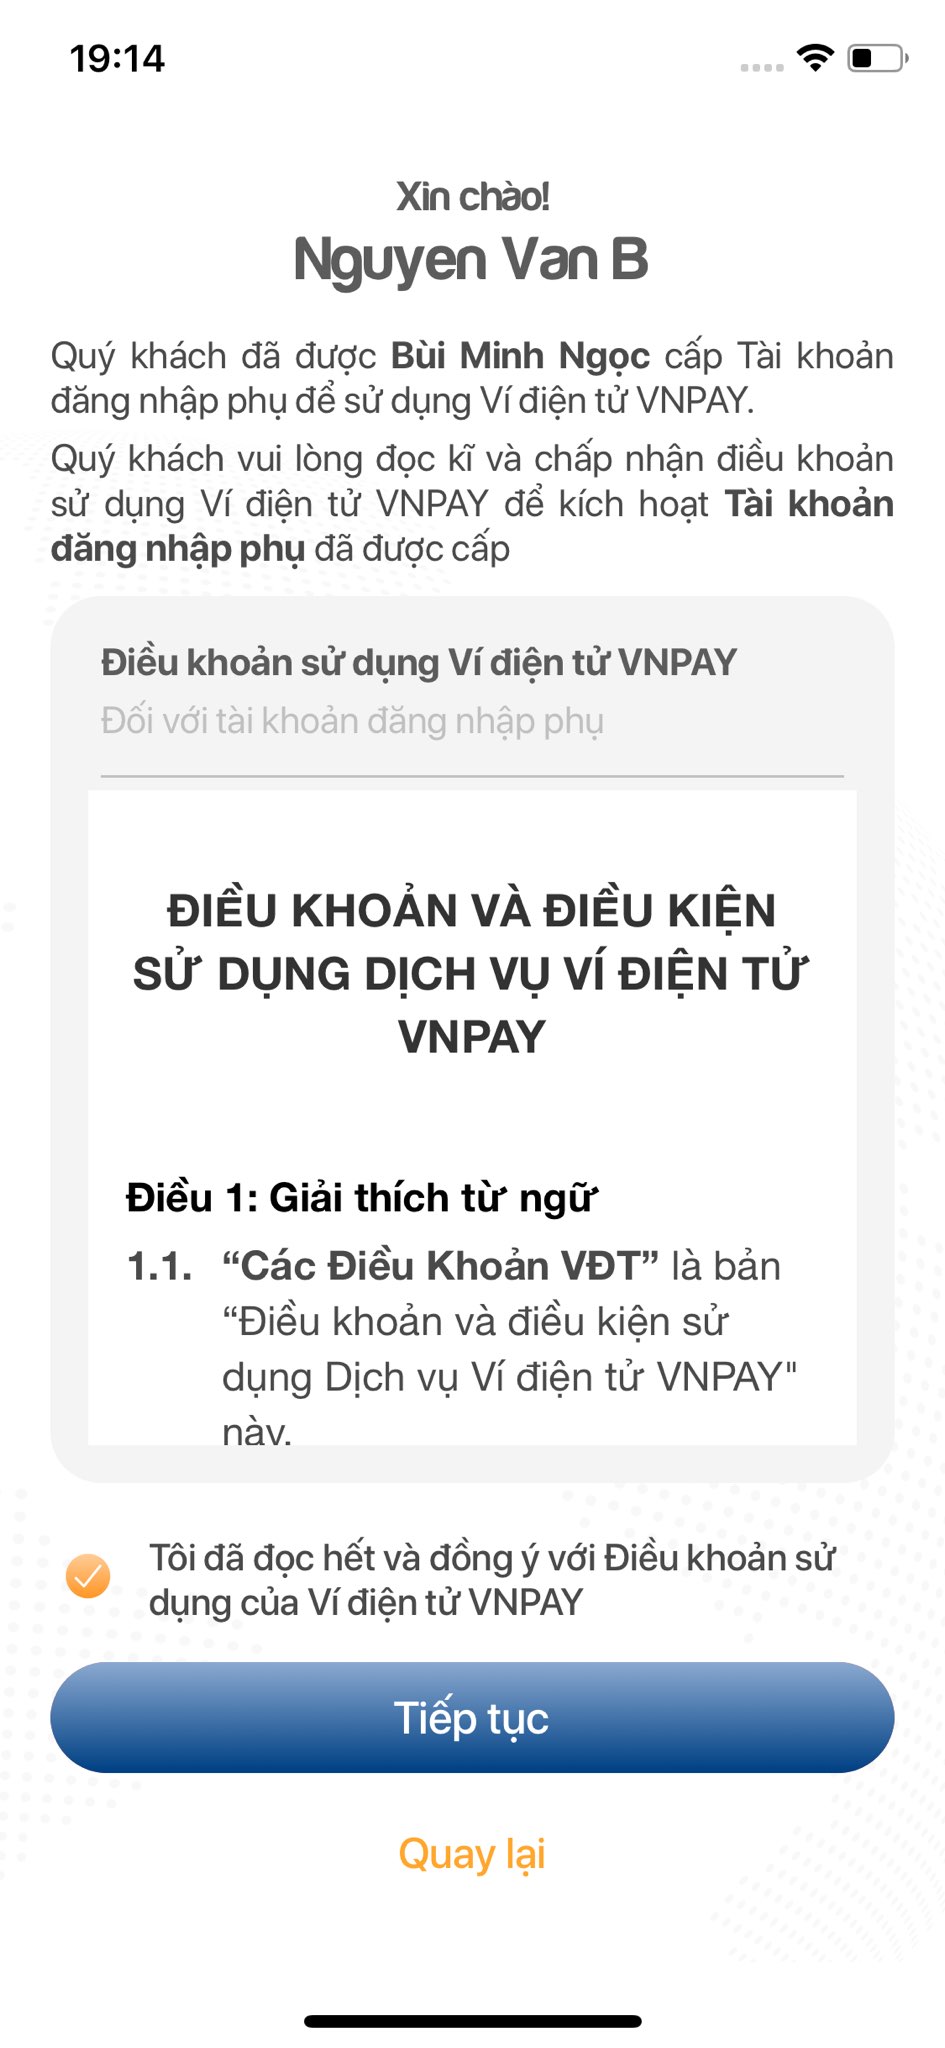 19:14
Xin chào!
Nguyen Van B
Quý khách đã được Bùi Minh Ngọc cấp Tài khoản
đăng nhập phụ để sử dụng Ví điện tử VNPAY.
Quý khách vui lòng đọc kĩ và chấp nhận điều khoản
sử dụng Ví điện tử VNPAY để kích hoạt Tài khoản
đăng nhập phụ đã được cấp
Điều khoản sử dụng Ví điện tử VNPAY
Đối với tài khoản đăng nhập phụ
ĐIỀU KHOẢN VÀ ĐIỀU KIỆN
SỬ DỤNG DỊCH VỤ VÍ ĐIỆN TỬ
VNPAY
Điều 1: Giải thích từ ngữ
1.1. “Các Điều Khoản VĐT” là bản
“Điều khoản và điều kiện sử
dụng Dịch vụ Ví điện tử VNPAY"
này.
Tôi đã đọc hết và đồng ý với Điều khoản sử
dụng của Ví điện tử VNPAY
Tiếp tục
Quay lại